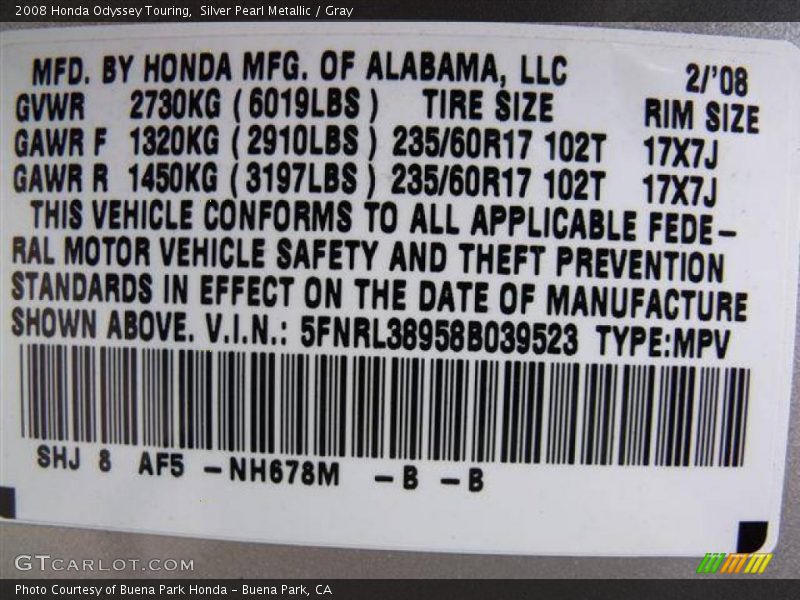 2008 Honda Odyssey Touring,  Silver Pearl Metallic / Gray
MFD. BY HONDA MFG. OF ALABAMA, LLC 2/'08
GVWR 2730KG ( 6019LBS ) TIRE SIZE RIM SIZE
GAWR F 1320KG ( 2910LBS ) 235/60R17 102T 17X7J
GAWR R 1450KG ( 3197LBS ) 235/60R17 102T 17X7J
THIS VEHICLE CONFORMS TO ALL APPLICABLE FEDE-
RAL MOTOR VEHICLE SAFETY AND THEFT PREVENTION
STANDARDS IN EFFECT ON THE DATE OF MANUFACTURE
SHOWN ABOVE. V.I.N.: 5FNRL38958B039523 TYPE:MPV
SHJ 8 AF5 -NH678M -B -B
GTCARLOT.COM
Photo Courtesy of Buena Park Honda - Buena Park, CA